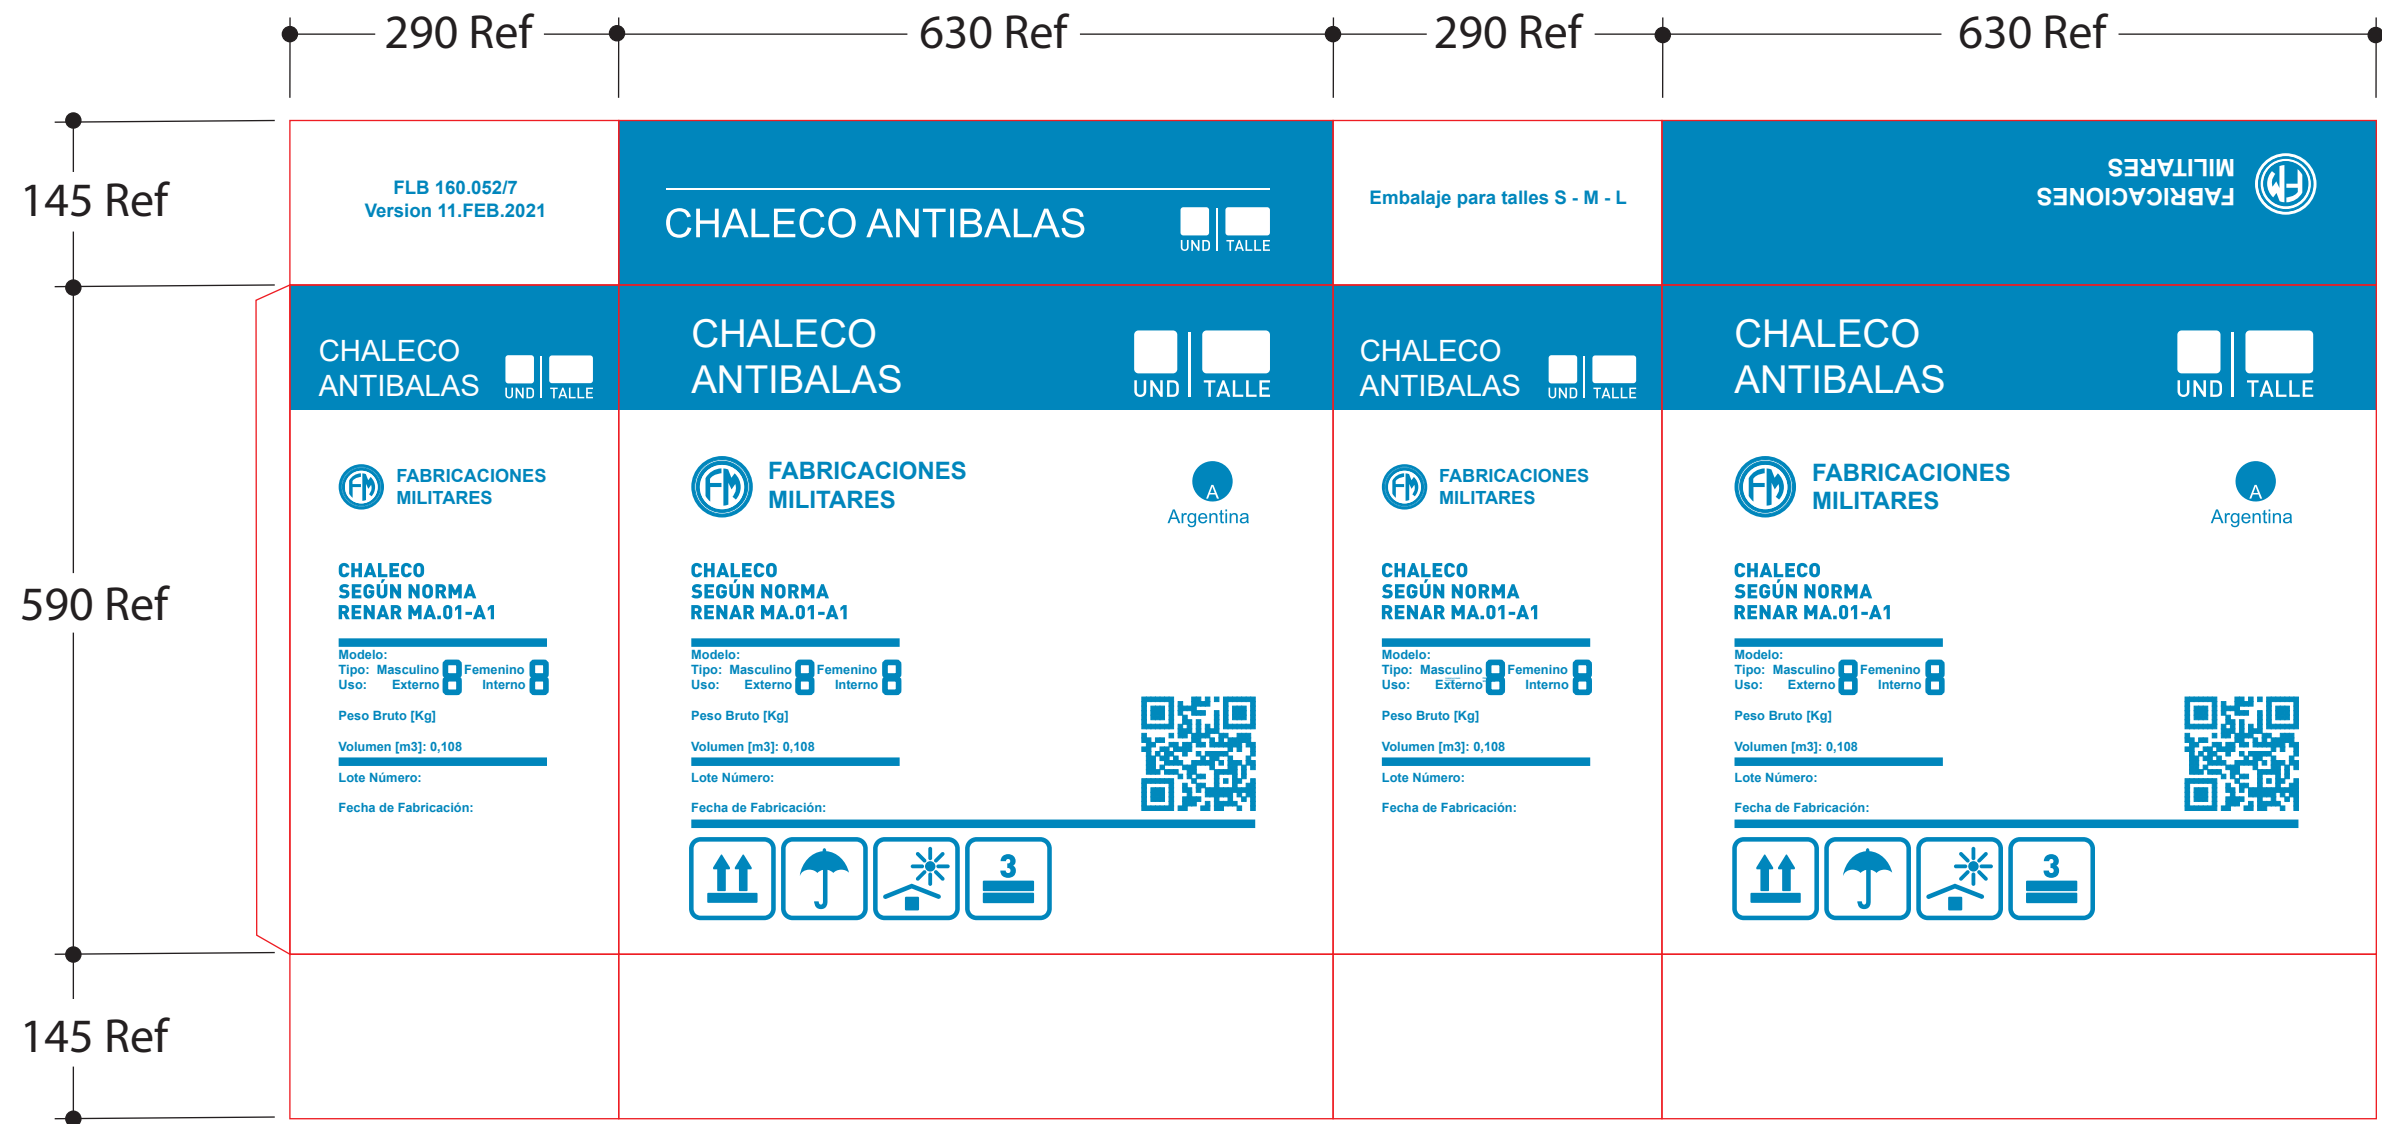 290 Ref
630 Ref
290 Ref
630 Ref
145 Ref
FLB 160.052/7
Version 11.FEB.2021
CHALECO ANTIBALAS
UND TALLE
Embalaje para talles S - M - L
FABRICACIONES
MILITARES
FM
590 Ref
CHALECO
ANTIBALAS
UND TALLE
FM
FABRICACIONES
MILITARES
CHALECO
SEGÚN NORMA
RENAR MA.01-A1
Modelo:
Tipo: Masculino Femenino
Uso: Externo Interno
Peso Bruto [Kg]
Volumen [m3]: 0,108
Lote Número:
Fecha de Fabricación:
CHALECO
ANTIBALAS
UND TALLE
FM
FABRICACIONES
MILITARES
A
Argentina
CHALECO
SEGÚN NORMA
RENAR MA.01-A1
Modelo:
Tipo: Masculino Femenino
Uso: Externo Interno
Peso Bruto [Kg]
Volumen [m3]: 0,108
Lote Número:
Fecha de Fabricación:
3
CHALECO
ANTIBALAS
UND TALLE
FM
FABRICACIONES
MILITARES
CHALECO
SEGÚN NORMA
RENAR MA.01-A1
Modelo:
Tipo: Masculino Femenino
Uso: Externo Interno
Peso Bruto [Kg]
Volumen [m3]: 0,108
Lote Número:
Fecha de Fabricación:
CHALECO
ANTIBALAS
UND TALLE
FM
FABRICACIONES
MILITARES
A
Argentina
CHALECO
SEGÚN NORMA
RENAR MA.01-A1
Modelo:
Tipo: Masculino Femenino
Uso: Externo Interno
Peso Bruto [Kg]
Volumen [m3]: 0,108
Lote Número:
Fecha de Fabricación:
3
145 Ref